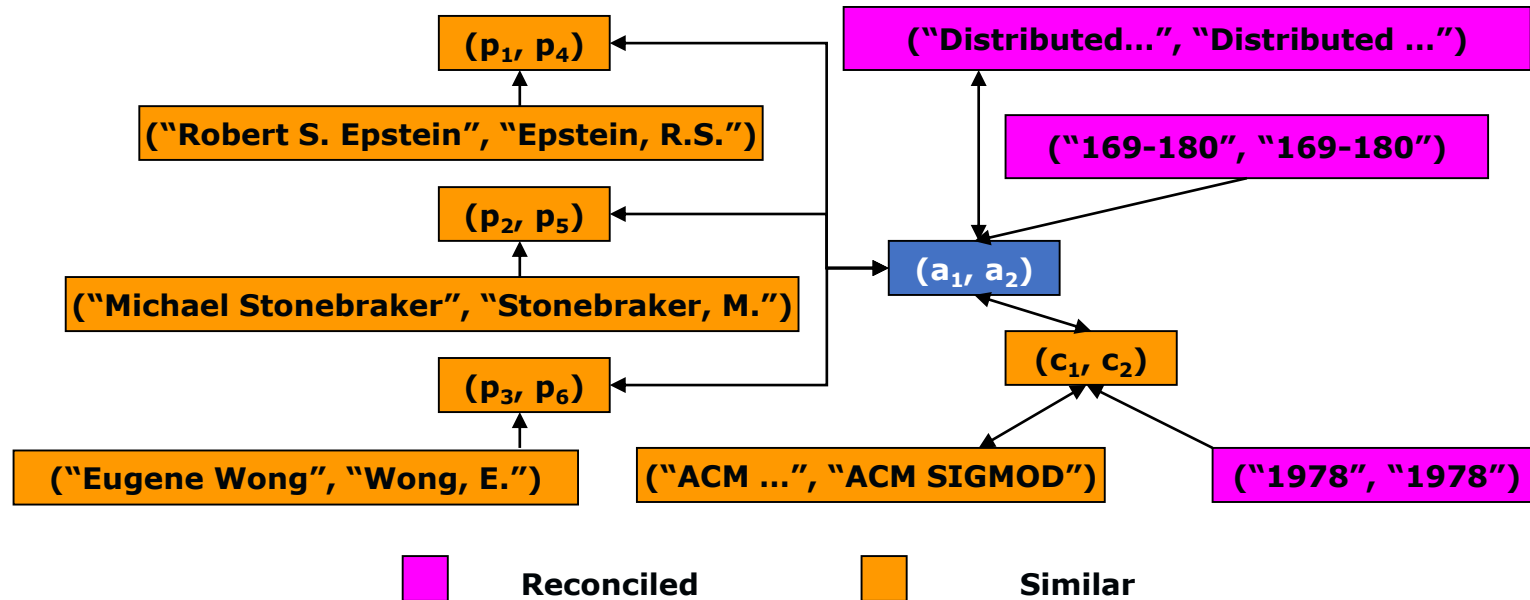 (p₁, p₄)
(“Distributed…”, “Distributed …”)
(“Robert S. Epstein”, “Epstein, R.S.”)
(“169-180”, “169-180”)
(p₂, p₅)
(a₁, a₂)
(“Michael Stonebraker”, “Stonebraker, M.”)
(c₁, c₂)
(p₃, p₆)
(“Eugene Wong”, “Wong, E.”)
(“ACM …”, “ACM SIGMOD”)
(“1978”, “1978”)
Reconciled
Similar